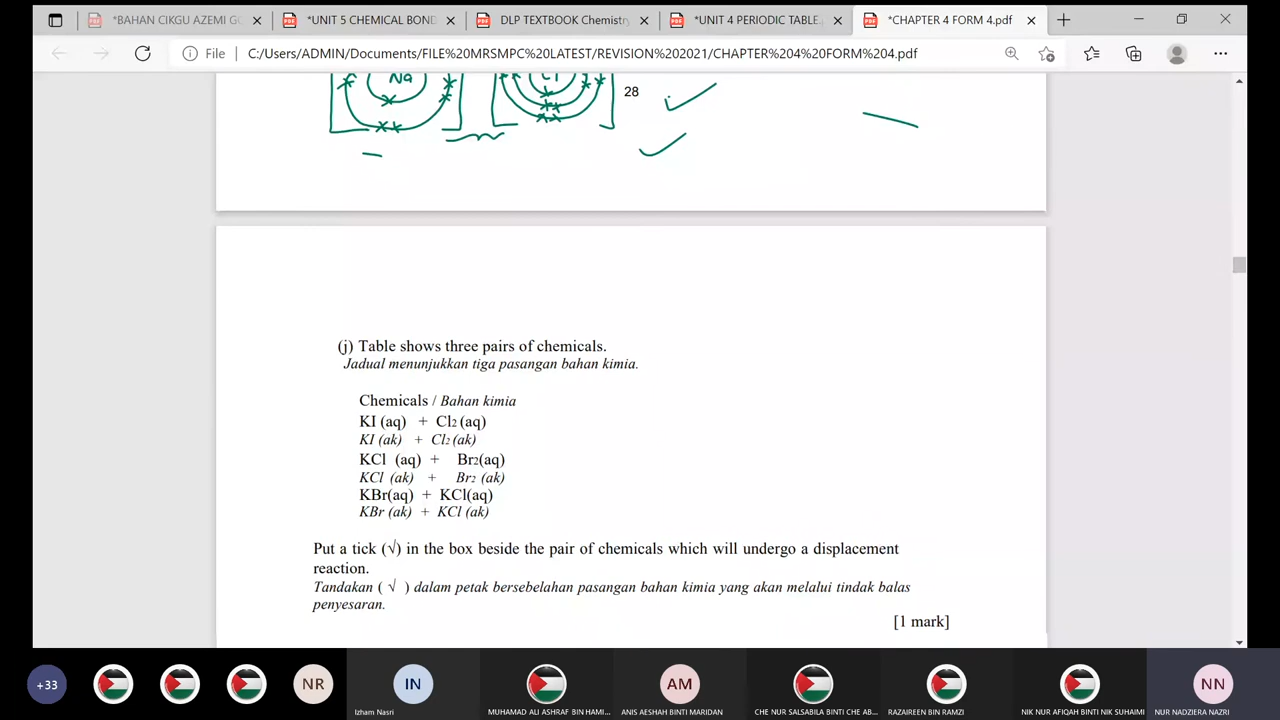 *BAHAN CIKGU AZEMI GO
*UNIT 5 CHEMICAL BOND
DLP TEXTBOOK Chemistry
*UNIT 4 PERIODIC TABLE.
*CHAPTER 4 FORM 4.pdf
File
C:/Users/ADMIN/Documents/FILE%20MRSMPC%20LATEST/REVISION%202021/CHAPTER%204%20FORM%204.pdf
Na
Cl
28
(j) Table shows three pairs of chemicals.
Jadual menunjukkan tiga pasangan bahan kimia.
Chemicals / Bahan kimia
KI (aq) + Cl2 (aq)
KI (ak) + Cl2 (ak)
KCl (aq) + Br2(aq)
KCl (ak) + Br2 (ak)
KBr(aq) + KCl(aq)
KBr (ak) + KCl (ak)
Put a tick (√) in the box beside the pair of chemicals which will undergo a displacement
reaction.
Tandakan ( √ ) dalam petak bersebelahan pasangan bahan kimia yang akan melalui tindak balas
penyesaran.
[1 mark]
+33
NR
IN
Izham Nasri
MUHAMAD ALI ASHRAF BIN HAMI...
AM
ANIS AESHAH BINTI MARIDAN
CHE NUR SALSABILA BINTI CHE AB...
RAZAIREEN BIN RAMZI
NIK NUR AFIQAH BINTI NIK SUHAIMI
NN
NUR NADZIERA NAZRI